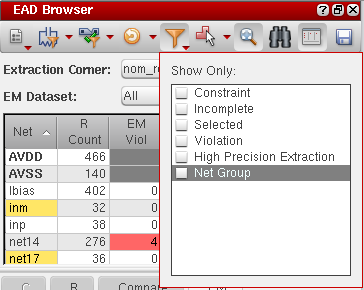 EAD Browser
Extraction Corner: nom_r
EM Dataset: All
Show Only:
Constraint
Incomplete
Selected
Violation
High Precision Extraction
Net Group
Net R Count EM Viol
AVDD 466
AVSS 140
Ibias 402 0
inm 32 0
inp 38 0
net14 276 4
net17 36 0
C R Compare EM